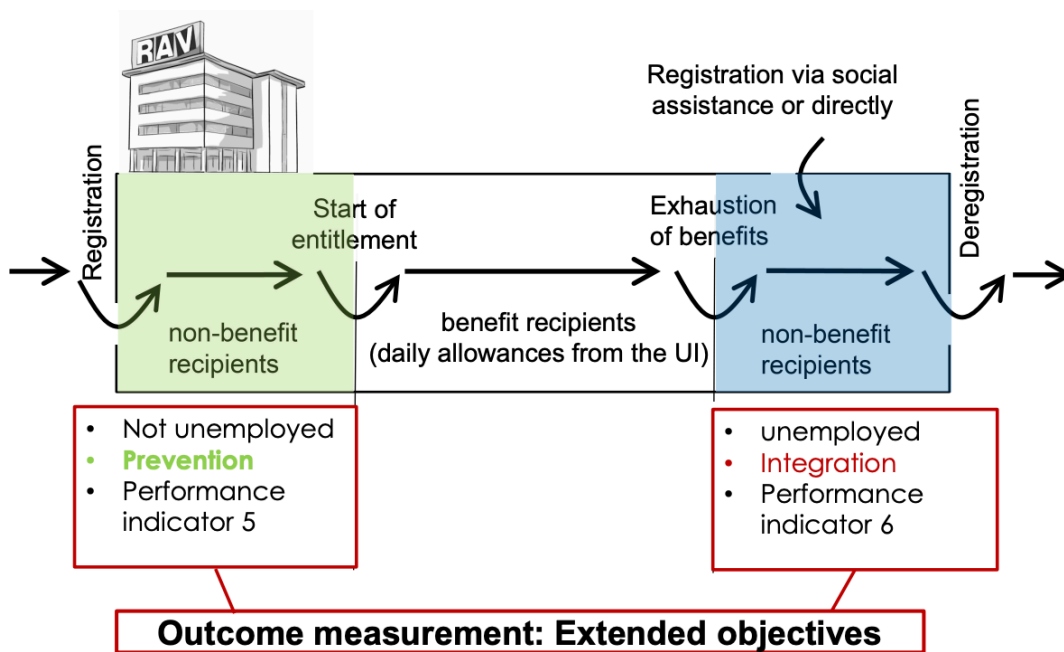 RAV
Registration via social
assistance or directly
Registration
Start of
entitlement
Exhaustion
of benefits
Deregistration
non-benefit
recipients
benefit recipients
(daily allowances from the UI)
non-benefit
recipients
• Not unemployed
• Prevention
• Performance
indicator 5
• unemployed
• Integration
• Performance
indicator 6
Outcome measurement: Extended objectives